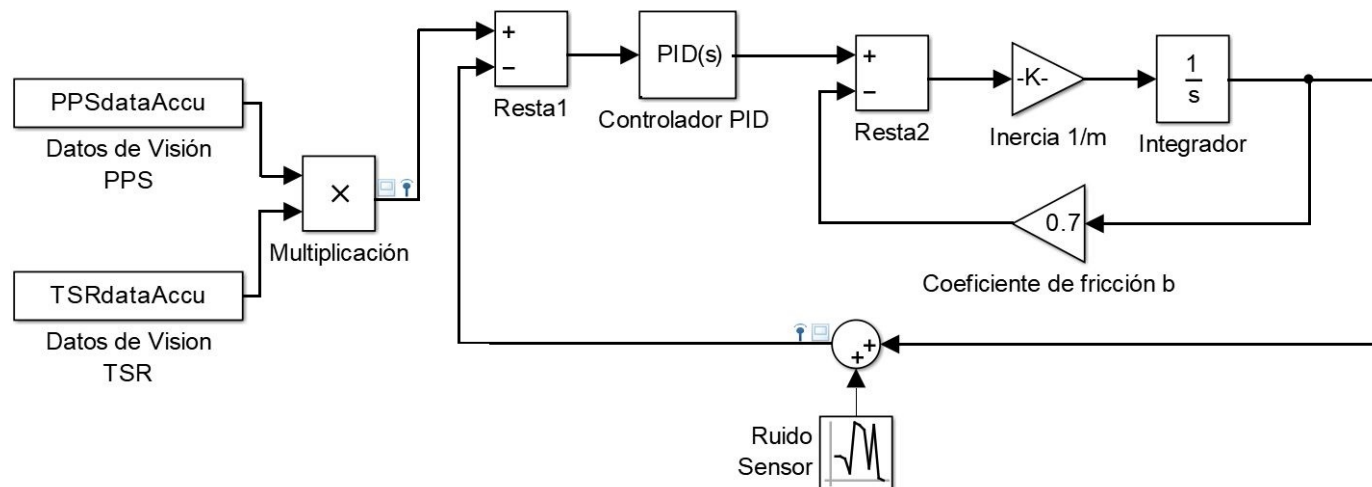 PPSdataAccu
Datos de Visión
PPS
TSRdataAccu
Datos de Vision
TSR
×
Multiplicación
+
−
Resta1
PID(s)
Controlador PID
+
−
Resta2
-K-
Inercia 1/m
1
s
Integrador
0.7
Coeficiente de fricción b
+
+
Ruido
Sensor